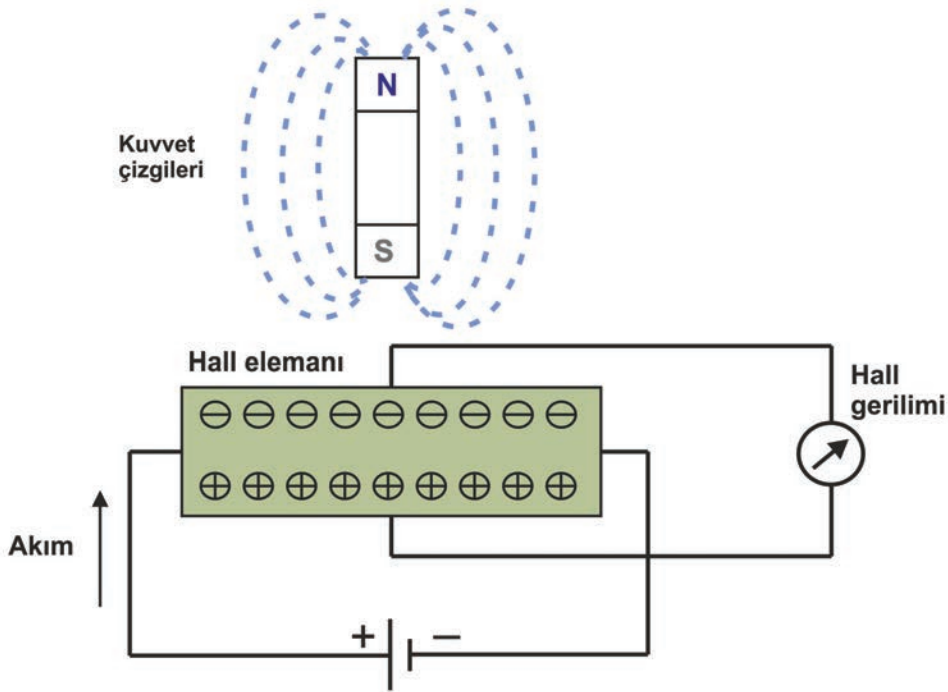 N
Kuvvet
çizgileri
S
Hall elemanı
Hall
gerilimi
Akım
+ −